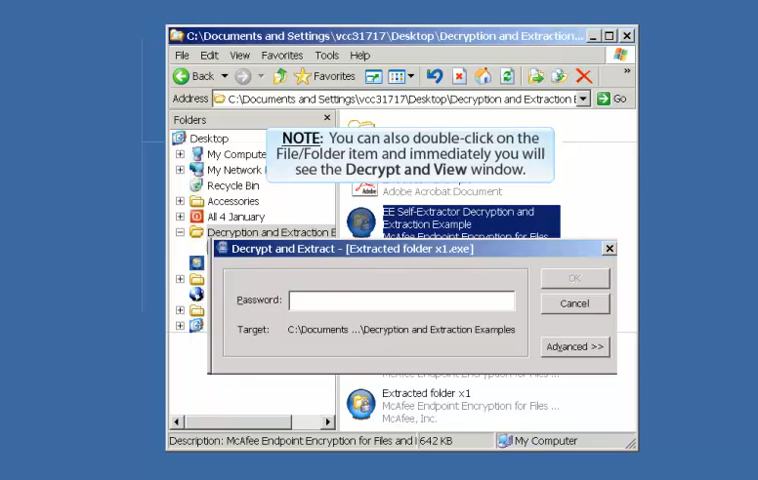 C:\Documents and Settings\vcc31717\Desktop\Decryption and Extraction...
File Edit View Favorites Tools Help
Back Favorites »
Address C:\Documents and Settings\vcc31717\Desktop\Decryption and Extraction E Go
Folders
Desktop
My Compute
My Network
Recycle Bin
Accessories
All 4 January
Decryption and Extraction E
NOTE: You can also double-click on the
File/Folder item and immediately you will
see the Decrypt and View window.
Adobe Acrobat Document
EE Self-Extractor Decryption and
Extraction Example
McAfee Endpoint Encryption for Files
Decrypt and Extract - [Extracted folder x1.exe]
OK
Password:
Cancel
Target: C:\Documents ...\Decryption and Extraction Examples
Advanced >>
McAfee Endpoint Encryption for Files ...
Extracted folder x1
McAfee Endpoint Encryption for Files ...
McAfee, Inc.
Description: McAfee Endpoint Encryption for Files and 642 KB My Computer